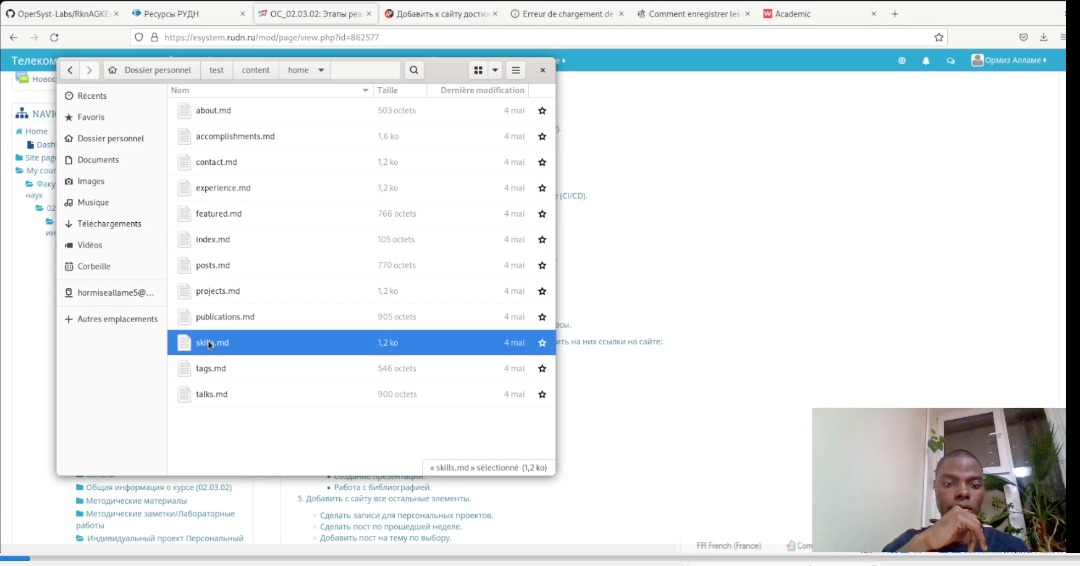 OperSyst-Labs/RknAGKE
Ресурсы РУДН
ОС_02.03.02: Этапы реа
Добавить к сайту дости
Erreur de chargement de
Comment enregistrer les
Academic
https://esystem.rudn.ru/mod/page/view.php?id=862577
Телеком
Ормиз Алламе
Dossier personnel
test
content
home
Nom
Taille
Dernière modification
Récents
Favoris
Dossier personnel
Documents
Images
Musique
Téléchargements
Vidéos
Corbeille
hormiseallame5@...
Autres emplacements
about.md 503 octets 4 mai
accomplishments.md 1,6 ko 4 mai
contact.md 1,2 ko 4 mai
experience.md 1,2 ko 4 mai
featured.md 766 octets 4 mai
index.md 105 octets 4 mai
posts.md 770 octets 4 mai
projects.md 1,2 ko 4 mai
publications.md 905 octets 4 mai
skills.md 1,2 ko 4 mai
tags.md 546 octets 4 mai
talks.md 900 octets 4 mai
« skills.md » sélectionné (1,2 ko)
Новос
NAVI
Home
Dash
Site page
My cour
Факу
наук
02
ин
(CI/CD).
осы.
ить на них ссылки на сайте:
Общая информация о курсе (02.03.02)
Методические материалы
Методические заметки/Лабораторные
работы
Индивидуальный проект Персональный
Создание презентации.
Работа с библиографией.
5. Добавить с сайту все остальные элементы.
Сделать записи для персональных проектов.
Сделать пост по прошедшей неделе.
Добавить пост на тему по выбору.
FR French (France)
Com